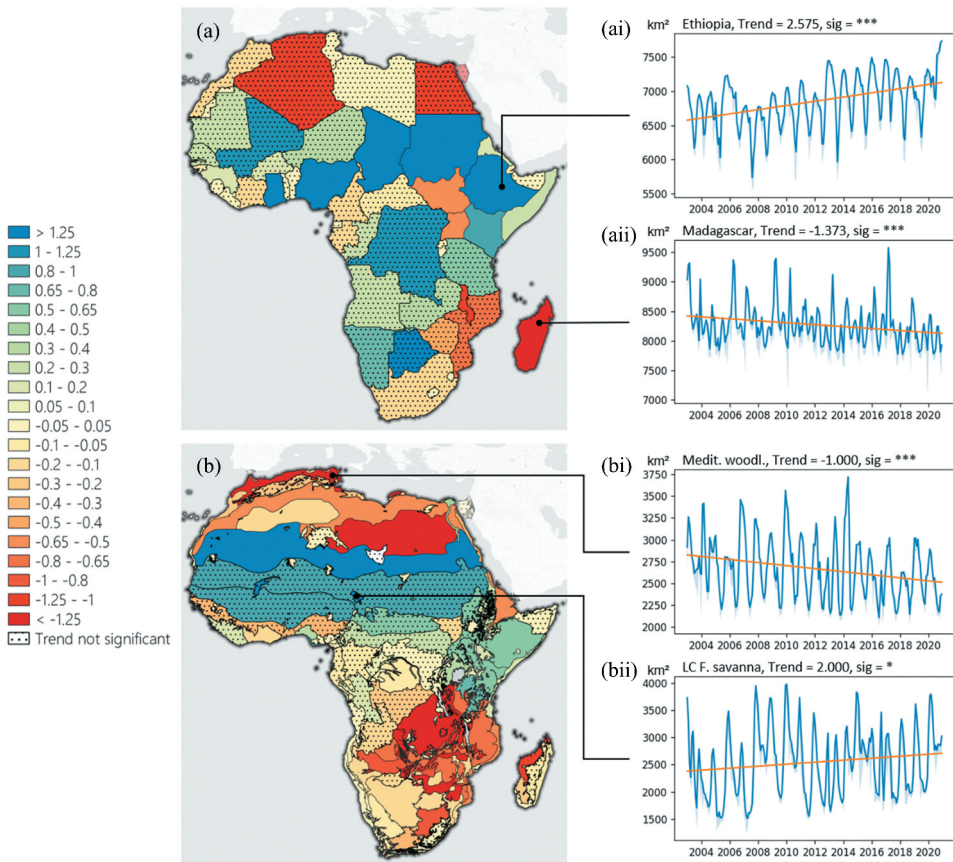 (a)
(ai)
km² Ethiopia, Trend = 2.575, sig = ***
7500
7000
6500
6000
5500
2004 2006 2008 2010 2012 2014 2016 2018 2020
(aii)
km² Madagascar, Trend = -1.373, sig = ***
9500
9000
8500
8000
7500
7000
2004 2006 2008 2010 2012 2014 2016 2018 2020
> 1.25
1 - 1.25
0.8 - 1
0.65 - 0.8
0.5 - 0.65
0.4 - 0.5
0.3 - 0.4
0.2 - 0.3
0.1 - 0.2
0.05 - 0.1
-0.05 - 0.05
-0.1 - -0.05
-0.2 - -0.1
-0.3 - -0.2
-0.4 - -0.3
-0.5 - -0.4
-0.65 - -0.5
-0.8 - -0.65
-1 - -0.8
-1.25 - -1
< -1.25
Trend not significant
(b)
(bi)
km² Medit. woodl., Trend = -1.000, sig = ***
3750
3500
3250
3000
2750
2500
2250
2000
2004 2006 2008 2010 2012 2014 2016 2018 2020
(bii)
km² LC F. savanna, Trend = 2.000, sig = *
4000
3500
3000
2500
2000
1500
1000
2004 2006 2008 2010 2012 2014 2016 2018 2020